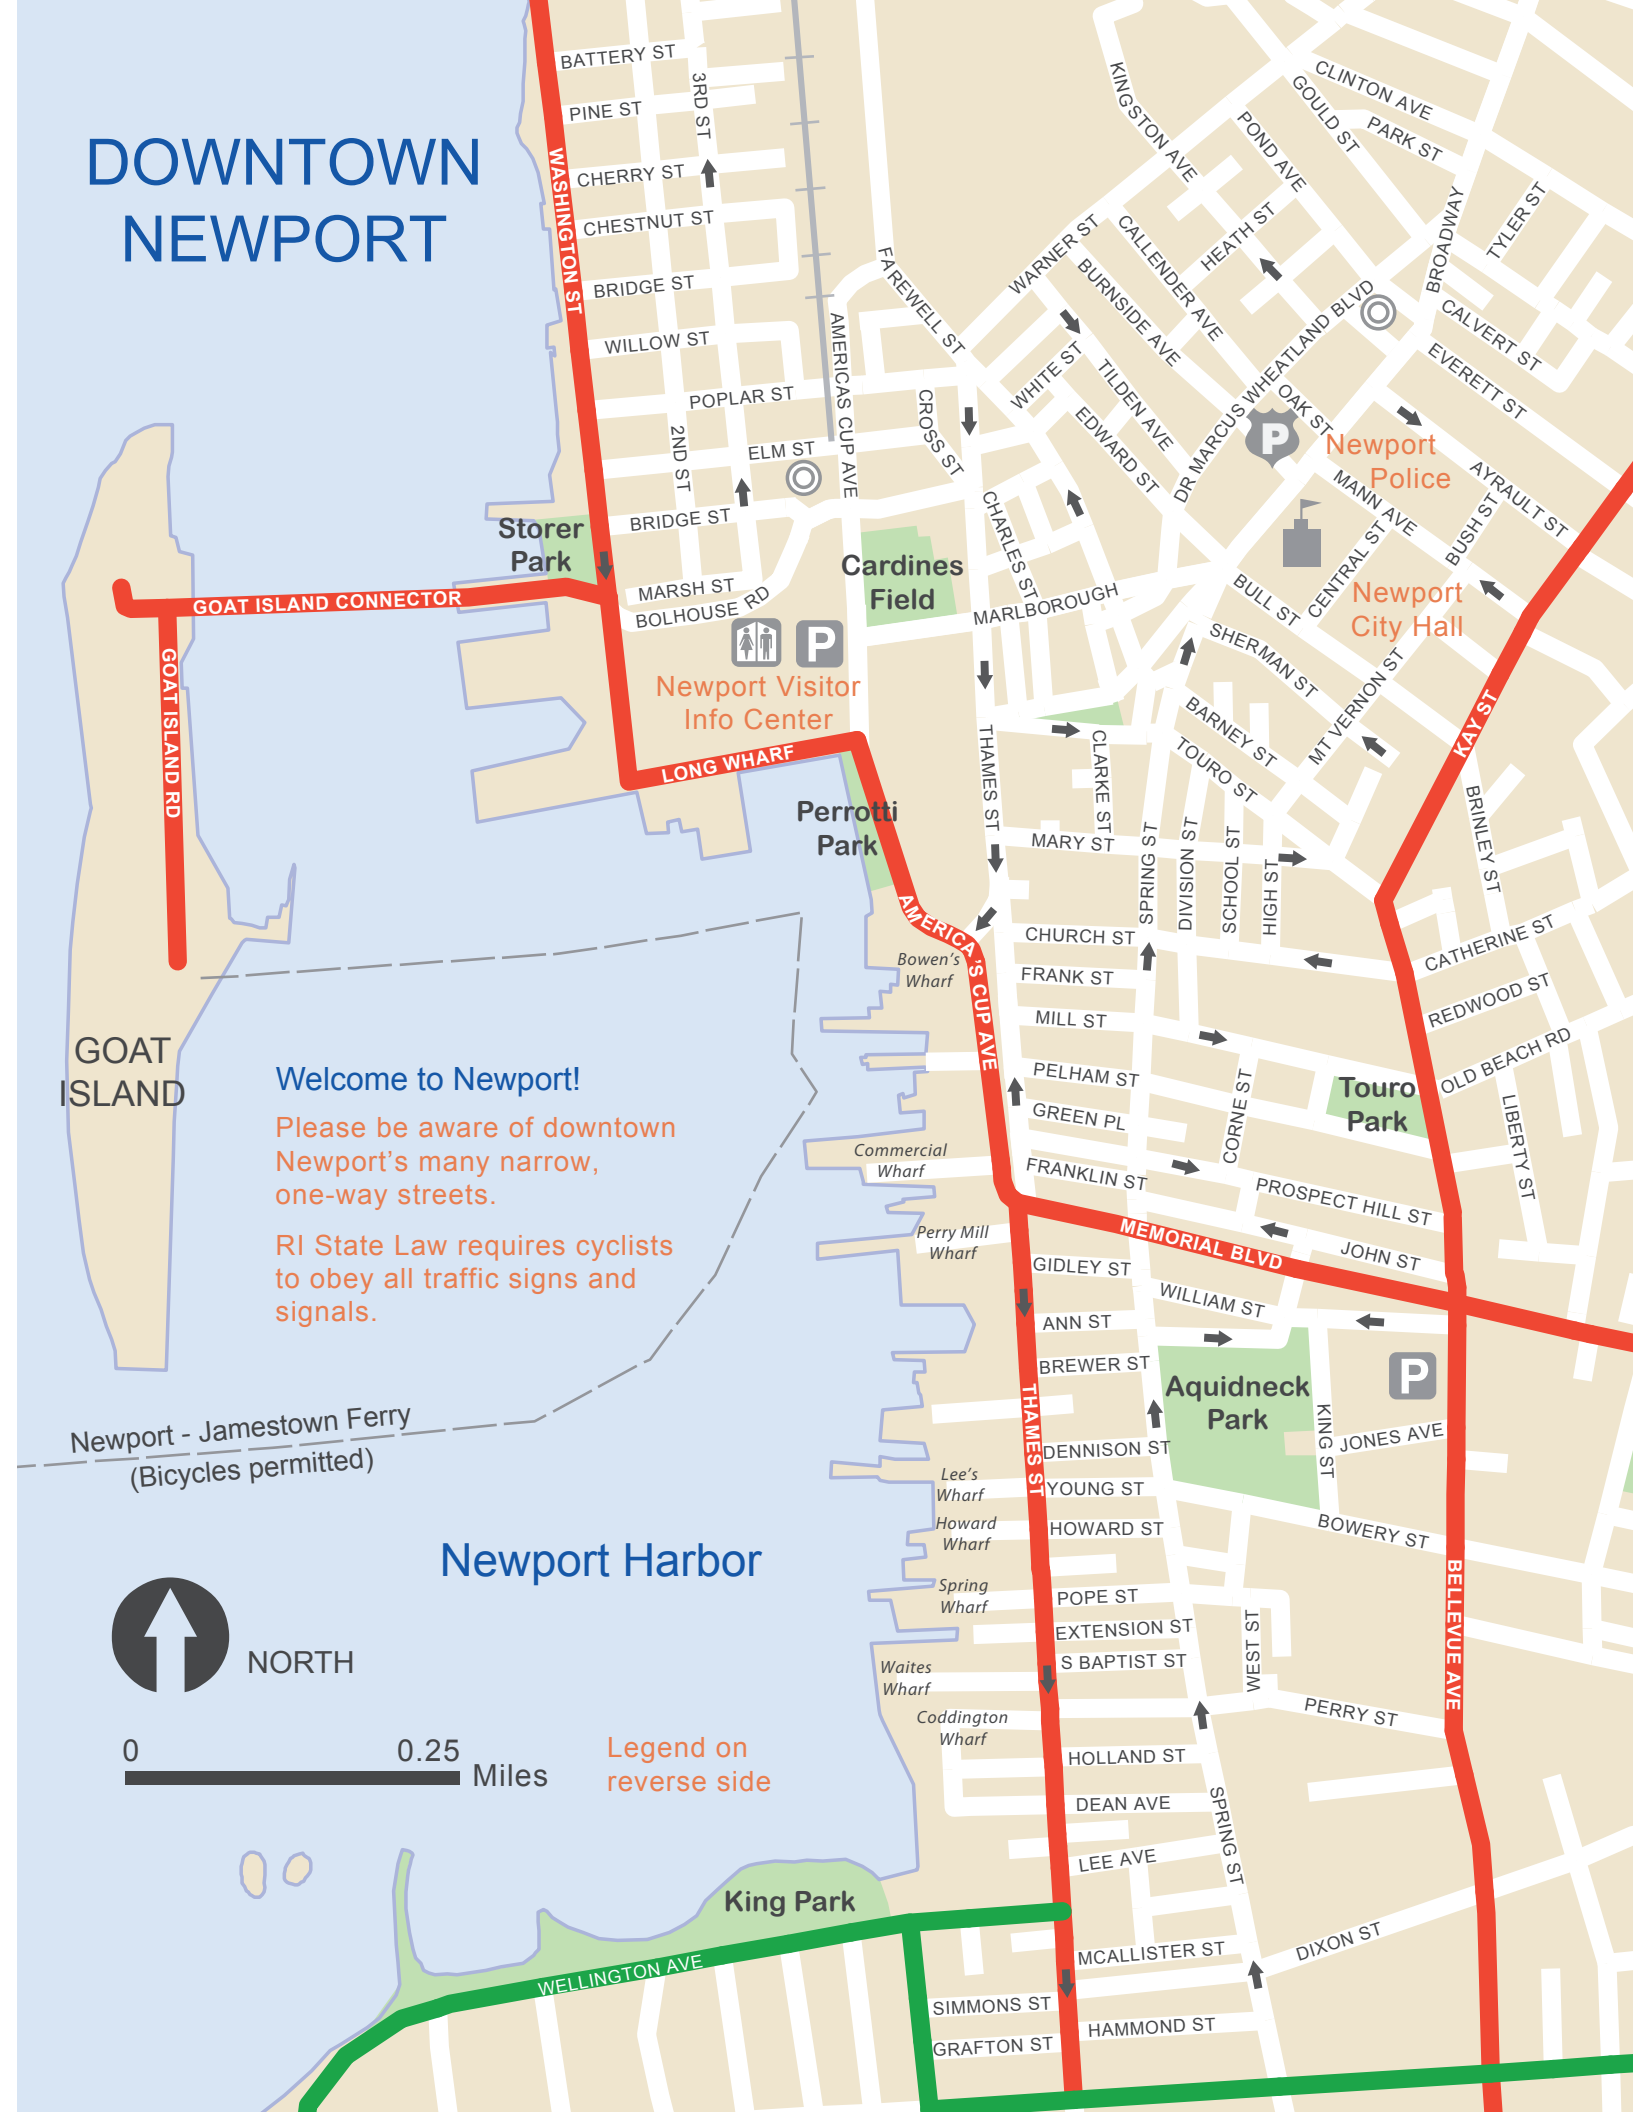 DOWNTOWN
NEWPORT
BATTERY ST
PINE ST
3RD ST
CHERRY ST
CHESTNUT ST
WASHINGTON ST
BRIDGE ST
WILLOW ST
POPLAR ST
2ND ST
ELM ST
BRIDGE ST
MARSH ST
BOLHOUSE RD
AMERICAS CUP AVE
FAREWELL ST
CROSS ST
CHARLES ST
KINGSTON AVE
CLINTON AVE
GOULD ST
PARK ST
POND AVE
BROADWAY
TYLER ST
WARNER ST
CALLENDER AVE
HEATH ST
BURNSIDE AVE
WHITE ST
TILDEN AVE
EDWARD ST
DR MARCUS WHEATLAND BLVD
CALVERT ST
EVERETT ST
OAK ST
P
Newport
Police
MANN AVE
AYRAULT ST
BUSH ST
CENTRAL ST
BULL ST
Newport
City Hall
Storer
Park
Cardines
Field
MARLBOROUGH
GOAT ISLAND CONNECTOR
GOAT ISLAND RD
P
Newport Visitor
Info Center
LONG WHARF
SHERMAN ST
MT VERNON ST
KAY ST
BARNEY ST
TOURO ST
CLARKE ST
THAMES ST
Perrotti
Park
MARY ST
SPRING ST
DIVISION ST
SCHOOL ST
HIGH ST
BRINLEY ST
AMERICA'S CUP AVE
CHURCH ST
CATHERINE ST
Bowen's
Wharf
FRANK ST
REDWOOD ST
MILL ST
OLD BEACH RD
PELHAM ST
Touro
Park
GREEN PL
CORNE ST
LIBERTY ST
GOAT
ISLAND
Welcome to Newport!
Please be aware of downtown
Newport's many narrow,
one-way streets.
RI State Law requires cyclists
to obey all traffic signs and
signals.
Commercial
Wharf
FRANKLIN ST
PROSPECT HILL ST
Perry Mill
Wharf
MEMORIAL BLVD
JOHN ST
GIDLEY ST
WILLIAM ST
ANN ST
BREWER ST
Aquidneck
Park
P
THAMES ST
KING ST
JONES AVE
Newport - Jamestown Ferry
(Bicycles permitted)
DENNISON ST
Lee's
Wharf
YOUNG ST
Howard
Wharf
HOWARD ST
BOWERY ST
Newport Harbor
Spring
Wharf
POPE ST
BELLEVUE AVE
EXTENSION ST
WEST ST
NORTH
Waites
Wharf
S BAPTIST ST
Coddington
Wharf
PERRY ST
0 0.25
Miles
Legend on
reverse side
HOLLAND ST
DEAN AVE
SPRING ST
LEE AVE
King Park
WELLINGTON AVE
MCALLISTER ST
DIXON ST
SIMMONS ST
HAMMOND ST
GRAFTON ST